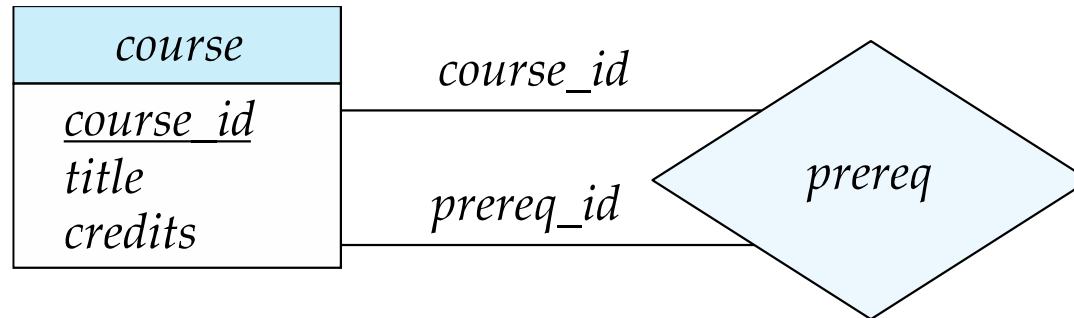 course
course_id
title
credits
course_id
prereq_id
prereq